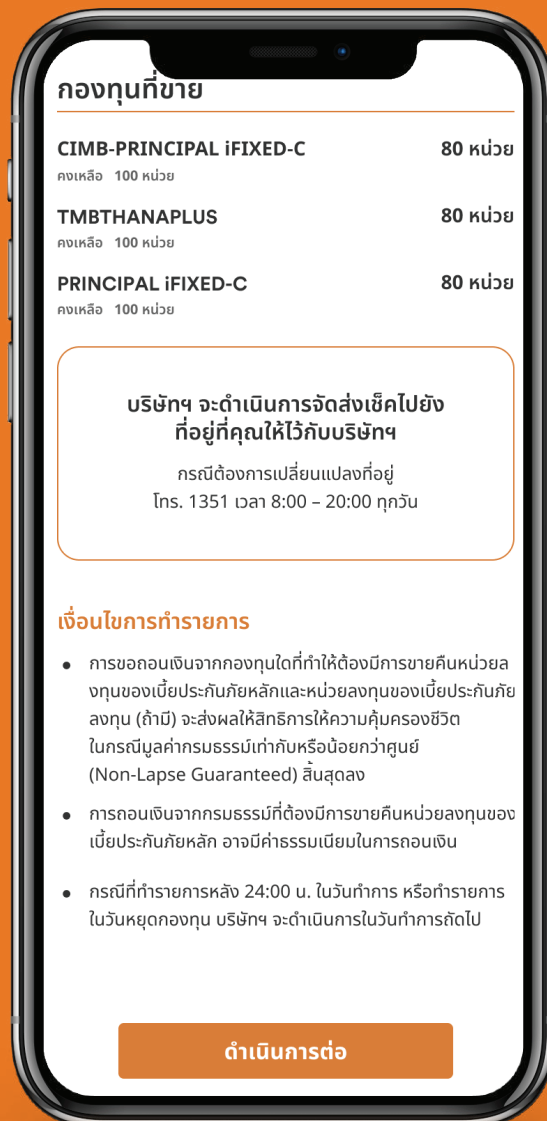 กองทุนที่ขาย
CIMB-PRINCIPAL iFIXED-C 80 หน่วย
คงเหลือ 100 หน่วย
TMBTHANAPLUS 80 หน่วย
คงเหลือ 100 หน่วย
PRINCIPAL iFIXED-C 80 หน่วย
คงเหลือ 100 หน่วย
บริษัทฯ จะดำเนินการจัดส่งเช็คไปยัง
ที่อยู่ที่คุณให้ไว้กับบริษัทฯ
กรณีต้องการเปลี่ยนแปลงที่อยู่
โทร. 1351 เวลา 8:00 – 20:00 ทุกวัน
เงื่อนไขการทำรายการ
● การขอถอนเงินจากกองทุนใดที่ทำให้ต้องมีการขายคืนหน่วยล
งทุนของเบี้ยประกันภัยหลักและหน่วยลงทุนของเบี้ยประกันภัย
ลงทุน (ถ้ามี) จะส่งผลให้สิทธิการให้ความคุ้มครองชีวิต
ในกรณีมูลค่ากรมธรรม์เท่ากับหรือน้อยกว่าศูนย์
(Non-Lapse Guaranteed) สิ้นสุดลง
● การถอนเงินจากกรมธรรม์ที่ต้องมีการขายคืนหน่วยลงทุนของ
เบี้ยประกันภัยหลัก อาจมีค่าธรรมเนียมในการถอนเงิน
● กรณีที่ทำรายการหลัง 24:00 น. ในวันทำการ หรือทำรายการ
ในวันหยุดกองทุน บริษัทฯ จะดำเนินการในวันทำการถัดไป
ดำเนินการต่อ